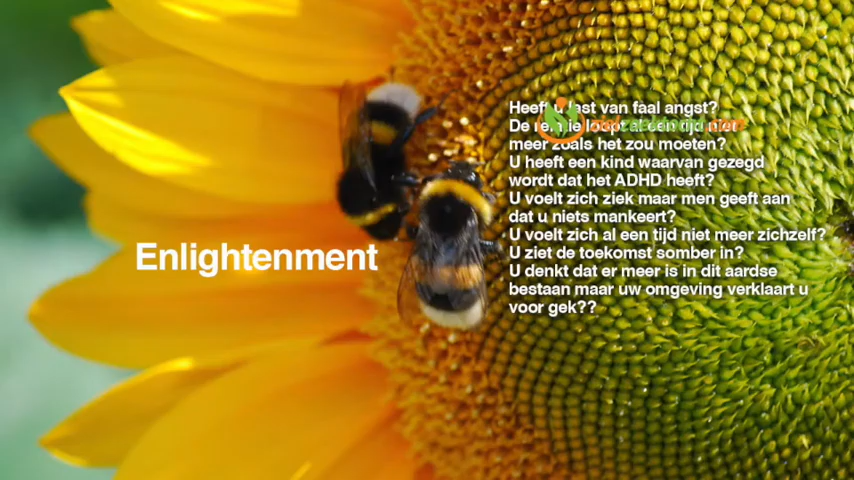 Enlightenment
Heeft u last van faal angst?
De relatie loopt al een tijd niet
meer zoals het zou moeten?
U heeft een kind waarvan gezegd
wordt dat het ADHD heeft?
U voelt zich ziek maar men geeft aan
dat u niets mankeert?
U voelt zich al een tijd niet meer zichzelf?
U ziet de toekomst somber in?
U denkt dat er meer is in dit aardse
bestaan maar uw omgeving verklaart u
voor gek??